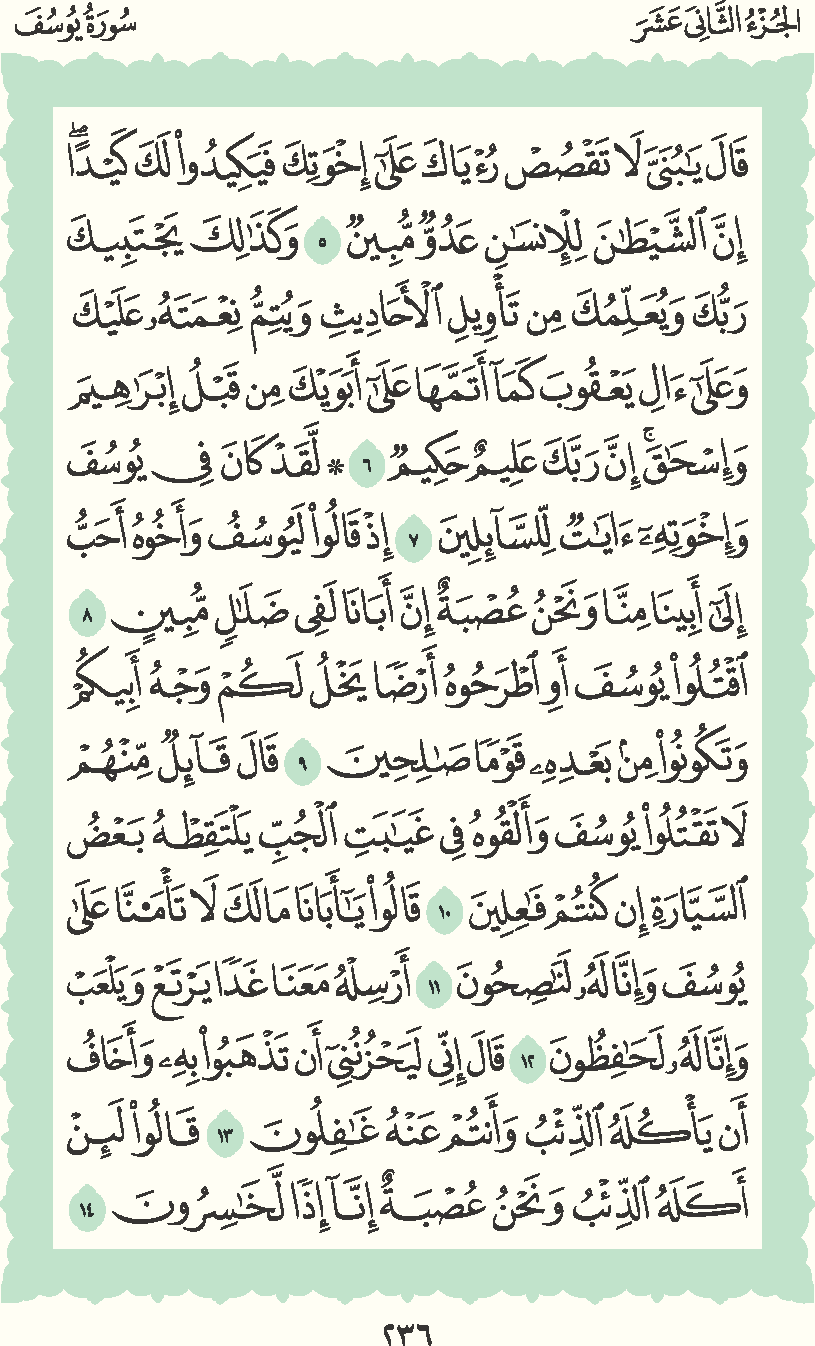 الجُزْءُ الثَّانِيَ عَشَرَ
سُورَةُ يُوسُفَ
قَالَ يَٰبُنَيَّ لَا تَقْصُصْ رُءْيَاكَ عَلَىٰٓ إِخْوَتِكَ فَيَكِيدُواْ لَكَ كَيْدًاۖ
إِنَّ ٱلشَّيْطَٰنَ لِلْإِنسَٰنِ عَدُوّٞ مُّبِينٞ ٥ وَكَذَٰلِكَ يَجْتَبِيكَ
رَبُّكَ وَيُعَلِّمُكَ مِن تَأْوِيلِ ٱلْأَحَادِيثِ وَيُتِمُّ نِعْمَتَهُۥ عَلَيْكَ
وَعَلَىٰٓ ءَالِ يَعْقُوبَ كَمَآ أَتَمَّهَا عَلَىٰٓ أَبَوَيْكَ مِن قَبْلُ إِبْرَٰهِيمَ
وَإِسْحَٰقَۚ إِنَّ رَبَّكَ عَلِيمٌ حَكِيمٞ ٦ ۞ لَّقَدْ كَانَ فِي يُوسُفَ
وَإِخْوَتِهِۦٓ ءَايَٰتٞ لِّلسَّآئِلِينَ ٧ إِذْ قَالُواْ لَيُوسُفُ وَأَخُوهُ أَحَبُّ
إِلَىٰٓ أَبِينَا مِنَّا وَنَحْنُ عُصْبَةٌ إِنَّ أَبَانَا لَفِي ضَلَٰلٖ مُّبِينٍ ٨
ٱقْتُلُواْ يُوسُفَ أَوِ ٱطْرَحُوهُ أَرْضٗا يَخْلُ لَكُمْ وَجْهُ أَبِيكُمْ
وَتَكُونُواْ مِنۢ بَعْدِهِۦ قَوْمٗا صَٰلِحِينَ ٩ قَالَ قَآئِلٞ مِّنْهُمْ
لَا تَقْتُلُواْ يُوسُفَ وَأَلْقُوهُ فِي غَيَٰبَتِ ٱلْجُبِّ يَلْتَقِطْهُ بَعْضُ
ٱلسَّيَّارَةِ إِن كُنتُمْ فَٰعِلِينَ ١٠ قَالُواْ يَٰٓأَبَانَا مَا لَكَ لَا تَأْمَ۬نَّا عَلَىٰ
يُوسُفَ وَإِنَّا لَهُۥ لَنَٰصِحُونَ ١١ أَرْسِلْهُ مَعَنَا غَدٗا يَرْتَعْ وَيَلْعَبْ
وَإِنَّا لَهُۥ لَحَٰفِظُونَ ١٢ قَالَ إِنِّي لَيَحْزُنُنِيٓ أَن تَذْهَبُواْ بِهِۦ وَأَخَافُ
أَن يَأْكُلَهُ ٱلذِّئْبُ وَأَنتُمْ عَنْهُ غَٰفِلُونَ ١٣ قَالُواْ لَئِنْ
أَكَلَهُ ٱلذِّئْبُ وَنَحْنُ عُصْبَةٌ إِنَّآ إِذٗا لَّخَٰسِرُونَ ١٤
٢٣٦